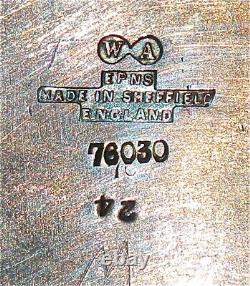 W A
EPNS
MADE IN SHEFFIELD
ENGLAND
76030
24